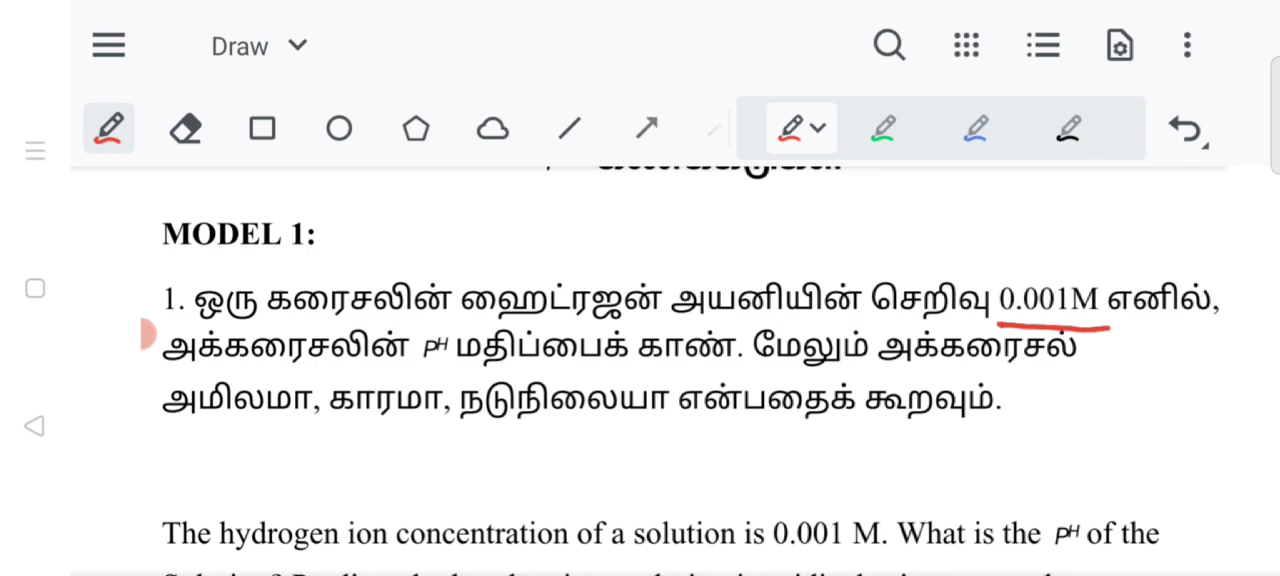 Draw
MODEL 1:
1. ஒரு கரைசலின் ஹைட்ரஜன் அயனியின் செறிவு 0.001M எனில்,
அக்கரைசலின் PH மதிப்பைக் காண். மேலும் அக்கரைசல்
அமிலமா, காரமா, நடுநிலையா என்பதைக் கூறவும்.
The hydrogen ion concentration of a solution is 0.001 M. What is the PH of the